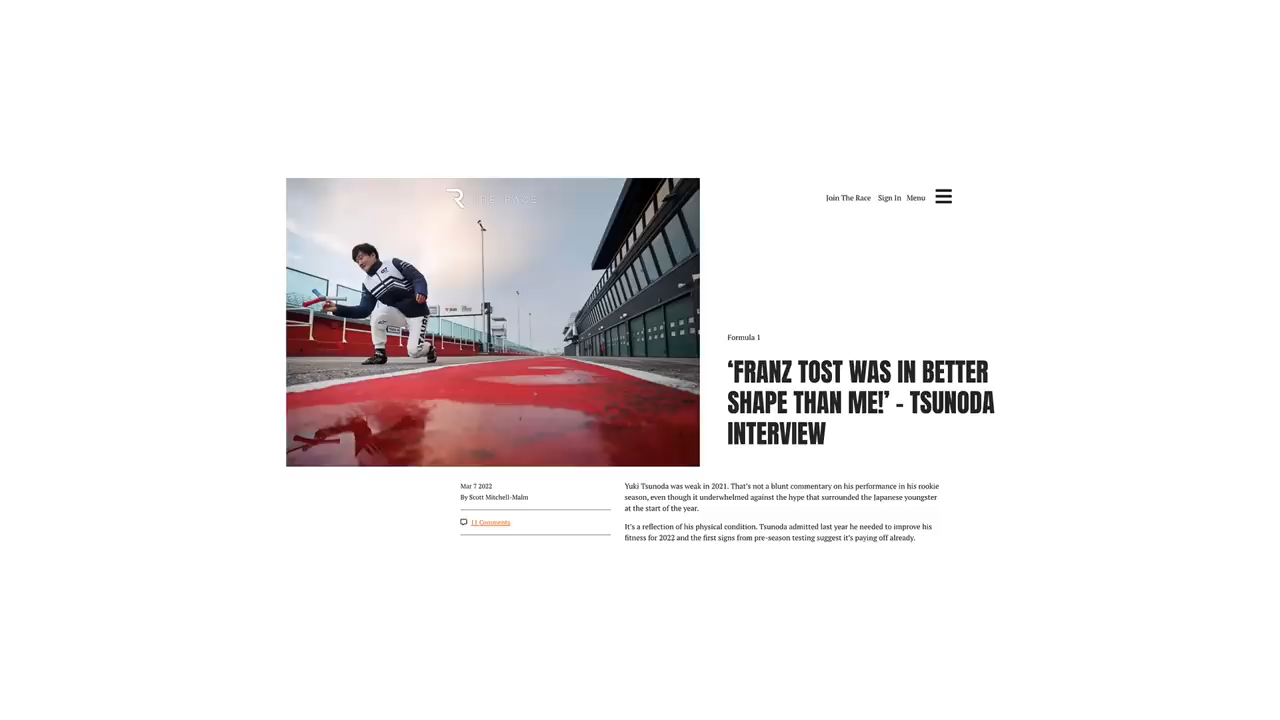 THE RACE
Join The Race Sign In Menu
Formula 1
‘FRANZ TOST WAS IN BETTER
SHAPE THAN ME!’ - TSUNODA
INTERVIEW
Mar 7 2022
By Scott Mitchell-Malm
11 Comments
Yuki Tsunoda was weak in 2021. That’s not a blunt commentary on his performance in his rookie
season, even though it underwhelmed against the hype that surrounded the Japanese youngster
at the start of the year.
It’s a reflection of his physical condition. Tsunoda admitted last year he needed to improve his
fitness for 2022 and the first signs from pre-season testing suggest it’s paying off already.